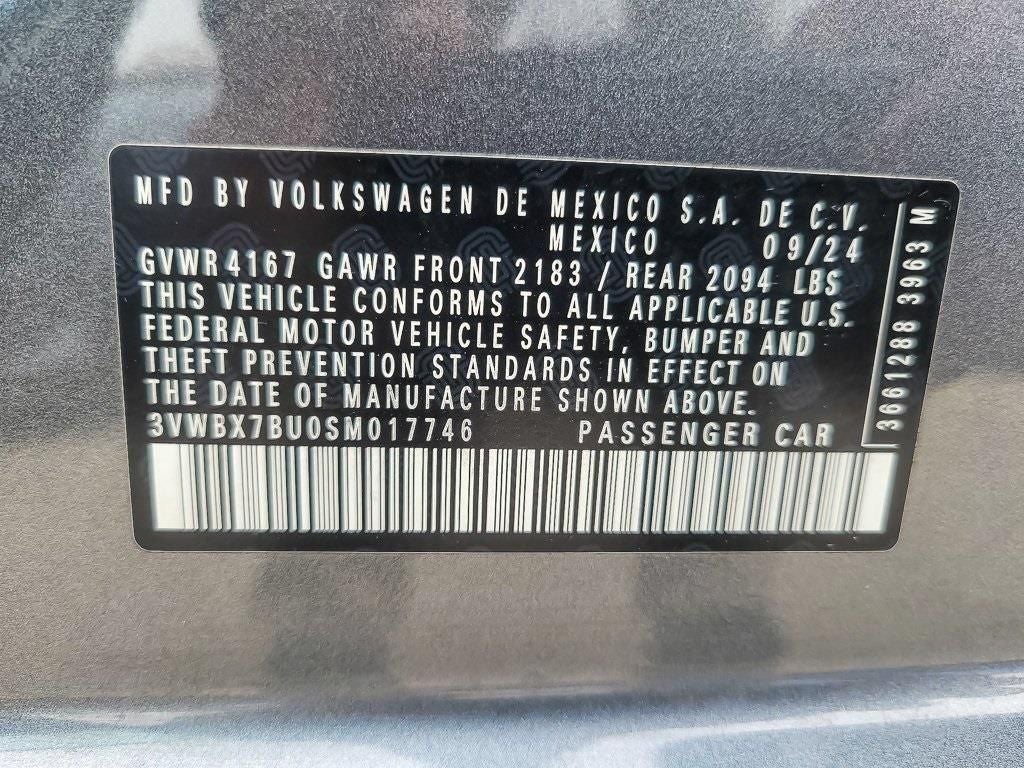 MFD BY VOLKSWAGEN DE MEXICO S.A. DE C.V.
MEXICO 09/24
GVWR 4167 GAWR FRONT 2183 / REAR 2094 LBS
THIS VEHICLE CONFORMS TO ALL APPLICABLE U.S.
FEDERAL MOTOR VEHICLE SAFETY, BUMPER AND
THEFT PREVENTION STANDARDS IN EFFECT ON
THE DATE OF MANUFACTURE SHOWN ABOVE.
3VWBX7BU0SM017746 PASSENGER CAR
3661288 3963 M